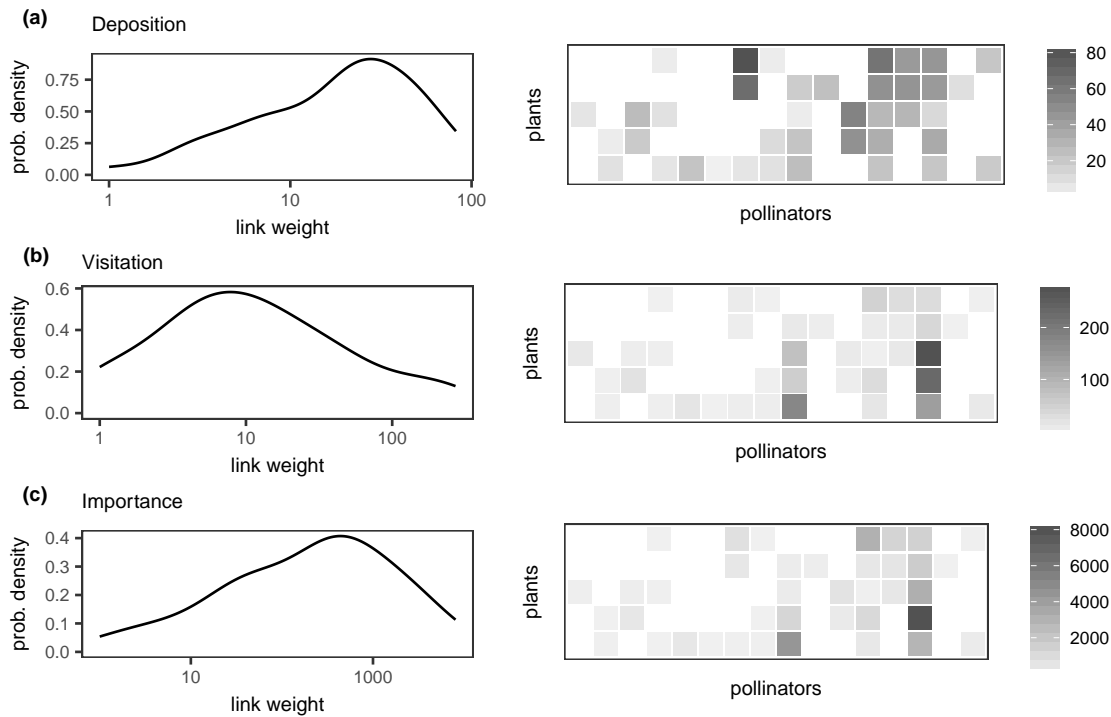 (a)
Deposition
prob. density
0.75
0.50
0.25
0.00
1
10
100
link weight
plants
pollinators
80
60
40
20
(b)
Visitation
prob. density
0.6
0.4
0.2
0.0
1
10
100
link weight
plants
pollinators
200
100
(c)
Importance
prob. density
0.4
0.3
0.2
0.1
0.0
10
1000
link weight
plants
pollinators
8000
6000
4000
2000